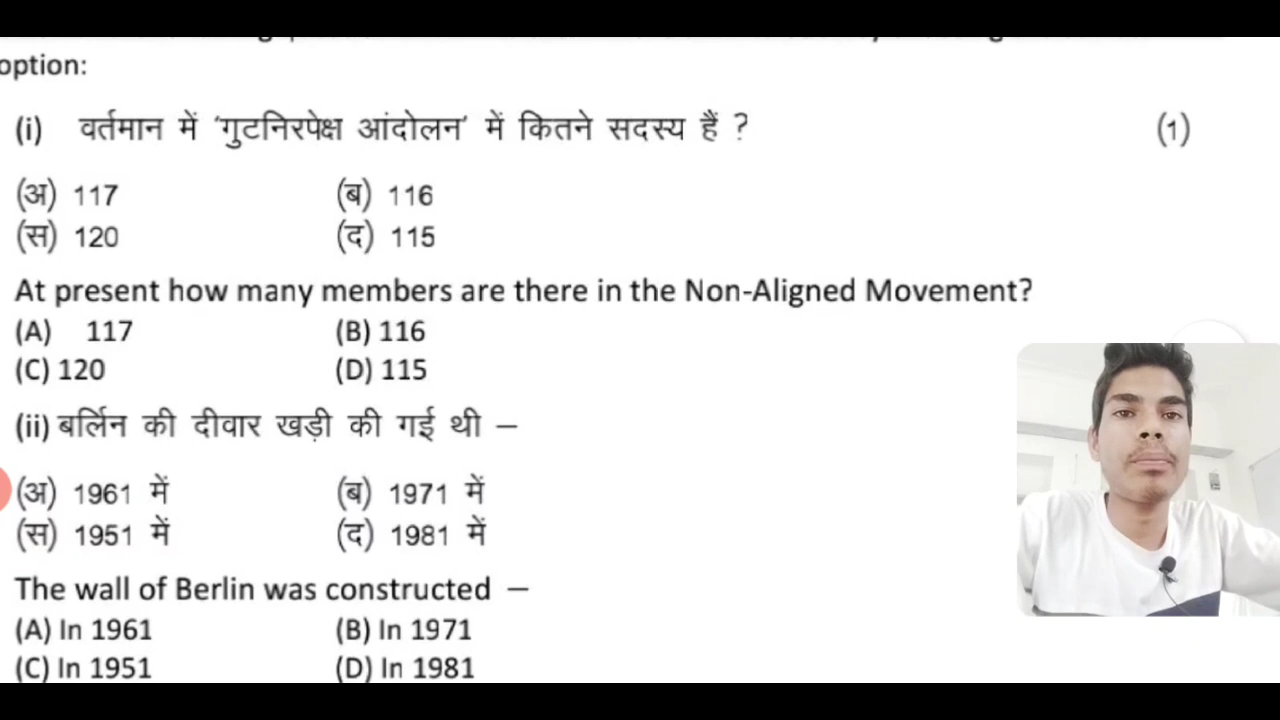 option:
(i) वर्तमान में 'गुटनिरपेक्ष आंदोलन' में कितने सदस्य हैं ? (1)
(अ) 117 (ब) 116
(स) 120 (द) 115
At present how many members are there in the Non-Aligned Movement?
(A) 117 (B) 116
(C) 120 (D) 115
(ii) बर्लिन की दीवार खड़ी की गई थी –
(अ) 1961 में (ब) 1971 में
(स) 1951 में (द) 1981 में
The wall of Berlin was constructed –
(A) In 1961 (B) In 1971
(C) In 1951 (D) In 1981